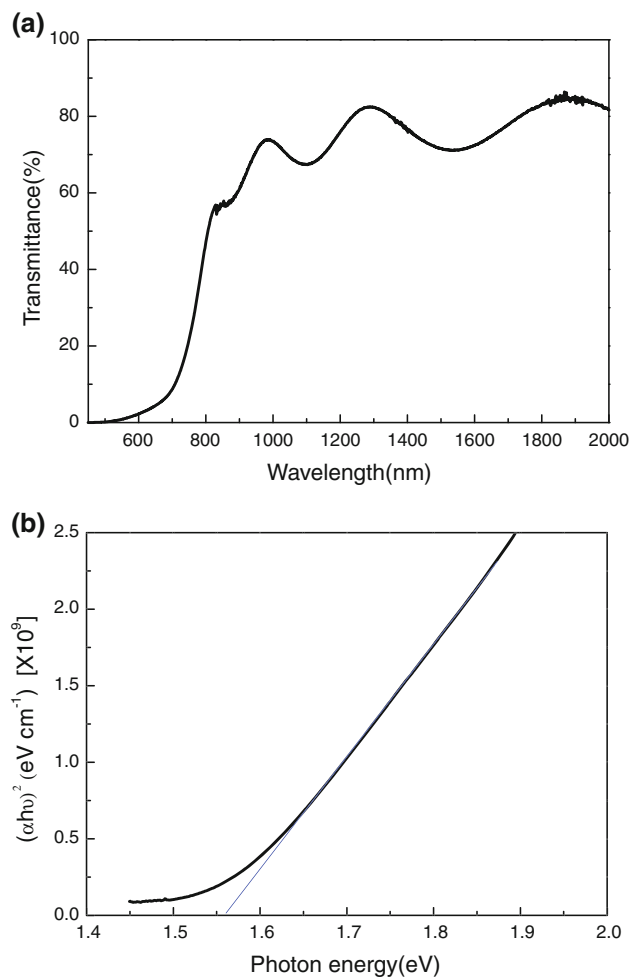 (a)
100
80
60
40
20
0
Transmittance(%)
600 800 1000 1200 1400 1600 1800 2000
Wavelength(nm)
(b)
2.5
2.0
1.5
1.0
0.5
0.0
(αhυ)² (eV cm⁻¹) [X10⁹]
1.4 1.5 1.6 1.7 1.8 1.9 2.0
Photon energy(eV)